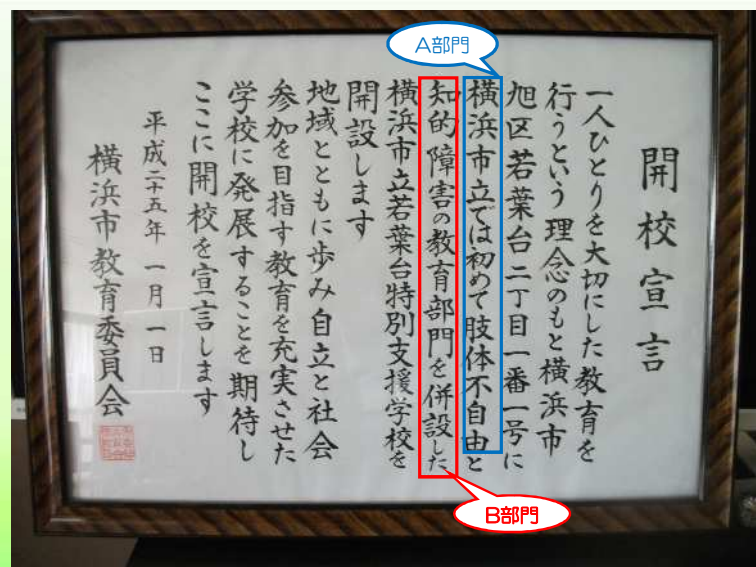 開校宣言
一人ひとりを大切にした教育を
行うという理念のもと横浜市
旭区若葉台二丁目一番一号に
横浜市立では初めて肢体不自由と
知的障害の教育部門を併設した
横浜市立若葉台特別支援学校を
開設します
地域とともに歩み自立と社会
参加を目指す教育を充実させた
学校に発展することを期待し
ここに開校を宣言します
平成二十五年一月一日
横浜市教育委員会
A部門
B部門